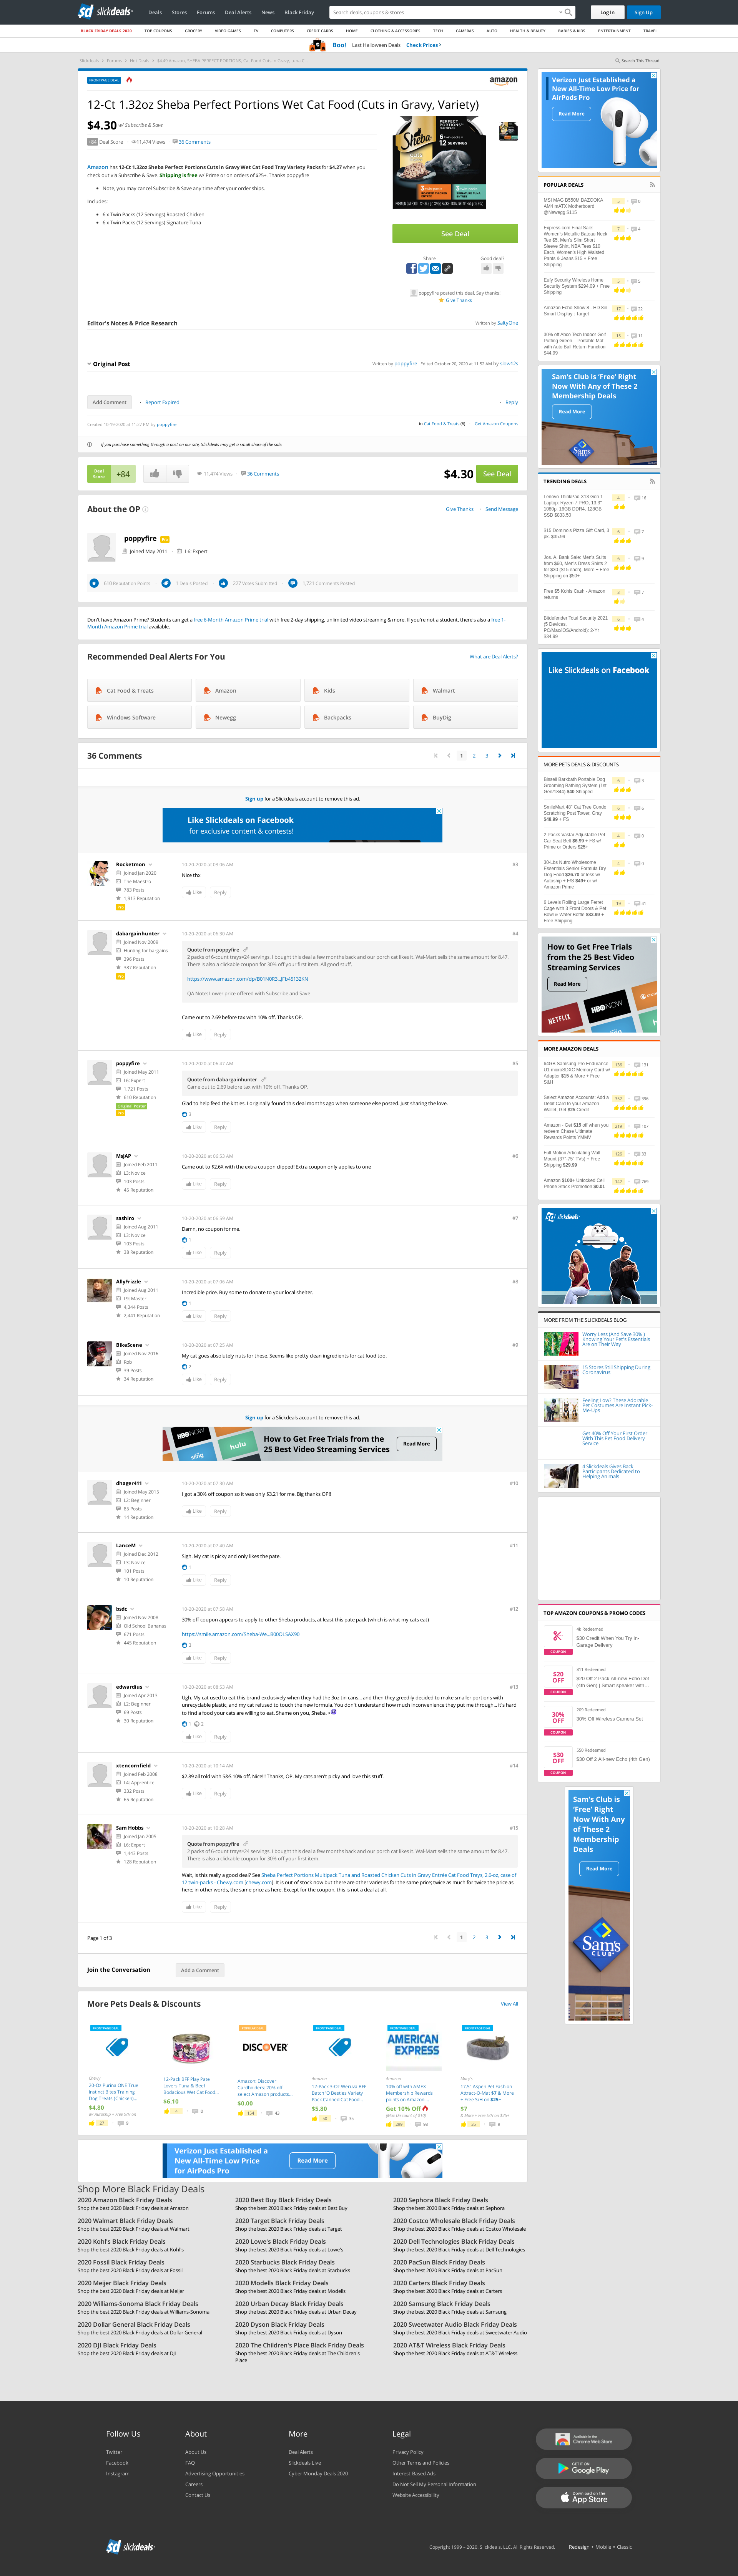 slickdeals
Deals Stores Forums Deal Alerts News Black Friday
Search deals, coupons & stores
Log In
Sign Up
BLACK FRIDAY DEALS 2020 TOP COUPONS GROCERY VIDEO GAMES TV COMPUTERS CREDIT CARDS HOME CLOTHING & ACCESSORIES TECH CAMERAS AUTO HEALTH & BEAUTY BABIES & KIDS ENTERTAINMENT TRAVEL
Boo! Last Halloween Deals Check Prices
Search This Thread
FRONTPAGE DEAL
amazon
12-Ct 1.32oz Sheba Perfect Portions Wet Cat Food (Cuts in Gravy, Variety)
$4.30 w/ Subscribe & Save
+84 Deal Score 11,474 Views 36 Comments
Amazon has 12-Ct 1.32oz Sheba Perfect Portions Cuts in Gravy Wet Cat Food Tray Variety Packs for $4.27 when you
check out via Subscribe & Save. Shipping is free w/ Prime or on orders of $25+. Thanks poppyfire
Note, you may cancel Subscribe & Save any time after your order ships.
Includes:
6 x Twin Packs (12 Servings) Roasted Chicken
6 x Twin Packs (12 Servings) Signature Tuna
See Deal
Share
Good deal?
poppyfire posted this deal. Say thanks!
Give Thanks
Editor's Notes & Price Research
Written by SaltyOne
Original Post
Written by poppyfire Edited October 20, 2020 at 11:52 AM by slow12s
Add Comment
Report Expired
Reply
Created 10-19-2020 at 11:27 PM by poppyfire
in Cat Food & Treats (6) Get Amazon Coupons
If you purchase something through a post on our site, Slickdeals may get a small share of the sale.
Deal Score +84
11,474 Views 36 Comments
$4.30 See Deal
About the OP
Give Thanks Send Message
poppyfire Pro
Joined May 2011 L6: Expert
610 Reputation Points 1 Deals Posted 227 Votes Submitted 1,721 Comments Posted
Don't have Amazon Prime? Students can get a free 6-Month Amazon Prime trial with free 2-day shipping, unlimited video streaming & more. If you're not a student, there's also a free 1-
Month Amazon Prime trial available.
Recommended Deal Alerts For You
What are Deal Alerts?
Cat Food & Treats Amazon Kids Walmart
Windows Software Newegg Backpacks BuyDig
36 Comments
1 2 3
Sign up for a Slickdeals account to remove this ad.
Like Slickdeals on Facebook
for exclusive content & contests!
Rocketmon
Joined Jan 2020
The Maestro
783 Posts
1,913 Reputation
Pro
10-20-2020 at 03:06 AM
#3
Nice thx
Like Reply
dabargainhunter
Joined Nov 2009
Hunting for bargains
396 Posts
387 Reputation
Pro
10-20-2020 at 06:30 AM
#4
Quote from poppyfire
2 packs of 6-count trays=24 servings. I bought this deal a few months back and our porch cat likes it. Wal-Mart sells the same amount for 8.47.
There is also a clickable coupon for 30% off your first item. All good stuff.
https://www.amazon.com/dp/B01N0R3...JFb45132KN
QA Note: Lower price offered with Subscribe and Save
Came out to 2.69 before tax with 10% off. Thanks OP.
Like Reply
poppyfire
Joined May 2011
L6: Expert
1,721 Posts
610 Reputation
Original Poster
Pro
10-20-2020 at 06:47 AM
#5
Quote from dabargainhunter
Came out to 2.69 before tax with 10% off. Thanks OP.
Glad to help feed the kitties. I originally found this deal months ago when someone else posted. Just sharing the love.
3
Like Reply
MsJAP
Joined Feb 2011
L3: Novice
103 Posts
45 Reputation
10-20-2020 at 06:53 AM
#6
Came out to $2.6X with the extra coupon clipped! Extra coupon only applies to one
Like Reply
sashiro
Joined Aug 2011
L3: Novice
103 Posts
38 Reputation
10-20-2020 at 06:59 AM
#7
Damn, no coupon for me.
1
Like Reply
AllyFrizzle
Joined Aug 2011
L9: Master
4,344 Posts
2,441 Reputation
10-20-2020 at 07:06 AM
#8
Incredible price. Buy some to donate to your local shelter.
1
Like Reply
BikeScene
Joined Nov 2016
Bob
39 Posts
34 Reputation
10-20-2020 at 07:25 AM
#9
My cat goes absolutely nuts for these. Seems like pretty clean ingredients for cat food too.
2
Like Reply
Sign up for a Slickdeals account to remove this ad.
How to Get Free Trials from the
25 Best Video Streaming Services
Read More
dhager411
Joined May 2015
L2: Beginner
85 Posts
14 Reputation
10-20-2020 at 07:30 AM
#10
I got a 30% off coupon so it was only $3.21 for me. Big thanks OP!!
Like Reply
LanceM
Joined Dec 2012
L3: Novice
101 Posts
10 Reputation
10-20-2020 at 07:40 AM
#11
Sigh. My cat is picky and only likes the pate.
1
Like Reply
bsdc
Joined Nov 2008
Old School Bananas
671 Posts
445 Reputation
10-20-2020 at 07:58 AM
#12
30% off coupon appears to apply to other Sheba products, at least this pate pack (which is what my cats eat)
https://smile.amazon.com/Sheba-We...B00OLSAX90
3
Like Reply
edwardius
Joined Apr 2013
L2: Beginner
69 Posts
30 Reputation
10-20-2020 at 08:53 AM
#13
Ugh. My cat used to eat this brand exclusively when they had the 3oz tin cans... and then they greedily decided to make smaller portions with
unrecyclable plastic, and my cat refused to touch the new formula. You don't understand how much inconvenience they put me through... it's hard
to find a food your cats are willing to eat. Shame on you, Sheba. >
1 2
Like Reply
xtencornfield
Joined Feb 2008
L4: Apprentice
332 Posts
65 Reputation
10-20-2020 at 10:14 AM
#14
$2.89 all told with S&S 10% off. Nice!!! Thanks, OP. My cats aren't picky and love this stuff.
Like Reply
Sam Hobbs
Joined Jan 2005
L6: Expert
1,443 Posts
128 Reputation
10-20-2020 at 10:28 AM
#15
Quote from poppyfire
2 packs of 6-count trays=24 servings. I bought this deal a few months back and our porch cat likes it. Wal-Mart sells the same amount for 8.47.
There is also a clickable coupon for 30% off your first item.
Wait, is this really a good deal? See Sheba Perfect Portions Multipack Tuna and Roasted Chicken Cuts in Gravy Entrée Cat Food Trays, 2.6-oz, case of
12 twin-packs - Chewy.com [chewy.com]. It is out of stock now but there are other varieties for the same price; twice as much for twice the price as
here; in other words, the same price as here. Except for the coupon, this is not a deal at all.
Like Reply
Page 1 of 3
1 2 3
Join the Conversation Add a Comment
More Pets Deals & Discounts
View All
Chewy
20-Oz Purina ONE True
Instinct Bites Training
Dog Treats (Chicken)...
$4.80
12-Pack BFF Play Pate
Lovers Tuna & Beef
Bodacious Wet Cat Food...
$6.10
DISCOVER
Amazon: Discover
Cardholders: 20% off
select Amazon products...
$0.00
Amazon
12-Pack 3-Oz Weruva BFF
Batch 'O Besties Variety
Pack Canned Cat Food...
$5.80
AMERICAN EXPRESS
Amazon
10% off with AMEX
Membership Rewards
points on Amazon...
Get 10% Off
Macy's
17.5" Aspen Pet Fashion
Attract-O-Mat $7 & More
+ Free S/H on $25+
$7
Verizon Just Established a
New All-Time Low Price
for AirPods Pro
Read More
Shop More Black Friday Deals
2020 Amazon Black Friday Deals
Shop the best 2020 Black Friday deals at Amazon
2020 Best Buy Black Friday Deals
Shop the best 2020 Black Friday deals at Best Buy
2020 Sephora Black Friday Deals
Shop the best 2020 Black Friday deals at Sephora
2020 Walmart Black Friday Deals
Shop the best 2020 Black Friday deals at Walmart
2020 Target Black Friday Deals
Shop the best 2020 Black Friday deals at Target
2020 Costco Wholesale Black Friday Deals
Shop the best 2020 Black Friday deals at Costco Wholesale
2020 Kohl's Black Friday Deals
Shop the best 2020 Black Friday deals at Kohl's
2020 Lowe's Black Friday Deals
Shop the best 2020 Black Friday deals at Lowe's
2020 Dell Technologies Black Friday Deals
Shop the best 2020 Black Friday deals at Dell Technologies
2020 Fossil Black Friday Deals
Shop the best 2020 Black Friday deals at Fossil
2020 Starbucks Black Friday Deals
Shop the best 2020 Black Friday deals at Starbucks
2020 PacSun Black Friday Deals
Shop the best 2020 Black Friday deals at PacSun
2020 Meijer Black Friday Deals
Shop the best 2020 Black Friday deals at Meijer
2020 Modells Black Friday Deals
Shop the best 2020 Black Friday deals at Modells
2020 Carters Black Friday Deals
Shop the best 2020 Black Friday deals at Carters
2020 Williams-Sonoma Black Friday Deals
Shop the best 2020 Black Friday deals at Williams-Sonoma
2020 Urban Decay Black Friday Deals
Shop the best 2020 Black Friday deals at Urban Decay
2020 Samsung Black Friday Deals
Shop the best 2020 Black Friday deals at Samsung
2020 Dollar General Black Friday Deals
Shop the best 2020 Black Friday deals at Dollar General
2020 Dyson Black Friday Deals
Shop the best 2020 Black Friday deals at Dyson
2020 Sweetwater Audio Black Friday Deals
Shop the best 2020 Black Friday deals at Sweetwater Audio
2020 DJI Black Friday Deals
Shop the best 2020 Black Friday deals at DJI
2020 The Children's Place Black Friday Deals
Shop the best 2020 Black Friday deals at The Children's
Place
2020 AT&T Wireless Black Friday Deals
Shop the best 2020 Black Friday deals at AT&T Wireless
Verizon Just Established a
New All-Time Low Price for
AirPods Pro
Read More
POPULAR DEALS
MSI MAG B550M BAZOOKA
AM4 mATX Motherboard
@Newegg $115
Express.com Final Sale:
Women's Metallic Bateau Neck
Tee $5, Men's Slim Short
Sleeve Shirt, NBA Tees $10
Each, Women's High Waisted
Pants & Jeans $15 + Free
Shipping
Eufy Security Wireless Home
Security System $294.09 + Free
Shipping
Amazon Echo Show 8 - HD 8in
Smart Display : Target
30% off Abco Tech Indoor Golf
Putting Green – Portable Mat
with Auto Ball Return Function
$44.99
Sam's Club is 'Free' Right
Now With Any of These 2
Membership Deals
Read More
TRENDING DEALS
Lenovo ThinkPad X13 Gen 1
Laptop: Ryzen 7 PRO, 13.3"
1080p, 16GB DDR4, 128GB
SSD $933.50
$15 Domino's Pizza Gift Card, 3
pk. $35.99
Jos. A. Bank Sale: Men's Suits
from $60, Men's Dress Shirts 2
for $30 ($15 each), More + Free
Shipping on $50+
Free $5 Kohls Cash - Amazon
returns
Bitdefender Total Security 2021
(5 Devices,
PC/Mac/iOS/Android): 2-Yr
$34.99
Like Slickdeals on Facebook
MORE PETS DEALS & DISCOUNTS
Bissell Barkbath Portable Dog
Grooming Bathing System (1st
Gen/1844) $40 Shipped
SmileMart 48" Cat Tree Condo
Scratching Post Tower, Gray
$48.99 + FS
2 Packs Vastar Adjustable Pet
Car Seat Belt $6.99 + FS w/
Prime or Orders $25+
30-Lbs Nutro Wholesome
Essentials Senior Formula Dry
Dog Food $28.70 or less w/
Autoship + F/S $49+ or w/
Amazon Prime
6 Levels Rolling Large Ferret
Cage with 3 Front Doors & Pet
Bowl & Water Bottle $83.99 +
Free Shipping
How to Get Free Trials
from the 25 Best Video
Streaming Services
Read More
MORE AMAZON DEALS
64GB Samsung Pro Endurance
U1 microSDXC Memory Card w/
Adapter $15 & More + Free
S&H
Select Amazon Accounts: Add a
Debit Card to your Amazon
Wallet, Get $25 Credit
Amazon - Get $15 off when you
redeem Chase Ultimate
Rewards Points YMMV
Full Motion Articulating Wall
Mount (37"-75" TVs) + Free
Shipping $29.99
Amazon $100+ Unlocked Cell
Phone Stack Promotion $0.01
slickdeals
MORE FROM THE SLICKDEALS BLOG
Worry Less (And Save 30% )
Knowing Your Pet's Essentials
Are on Their Way
15 Stores Still Shipping During
Coronavirus
Feeling Low? These Adorable
Pet Costumes Are Instant Pick-
Me-Ups
Get 40% Off Your First Order
With This Pet Food Delivery
Service
4 Slickdeals Gives Back
Participants Dedicated to
Helping Animals
TOP AMAZON COUPONS & PROMO CODES
4k Redeemed
$30 Credit When You Try In-
Garage Delivery
COUPON
$20 OFF
811 Redeemed
$20 Off 2 Pack All-new Echo Dot
(4th Gen) | Smart speaker with...
COUPON
30% OFF
209 Redeemed
30% Off Wireless Camera Set
COUPON
$30 OFF
550 Redeemed
$30 Off 2 All-new Echo (4th Gen)
COUPON
Sam's Club is
'Free' Right
Now With Any
of These 2
Membership
Deals
Read More
Sam's CLUB
Follow Us
Twitter
Facebook
Instagram
About
About Us
FAQ
Advertising Opportunities
Careers
Contact Us
More
Deal Alerts
Slickdeals Live
Cyber Monday Deals 2020
Legal
Privacy Policy
Other Terms and Policies
Interest-Based Ads
Do Not Sell My Personal Information
Website Accessibility
Available in the
Chrome Web Store
GET IT ON
Google Play
Download on the
App Store
slickdeals
Copyright 1999 - 2020. Slickdeals, LLC. All Rights Reserved. Redesign • Mobile • Classic